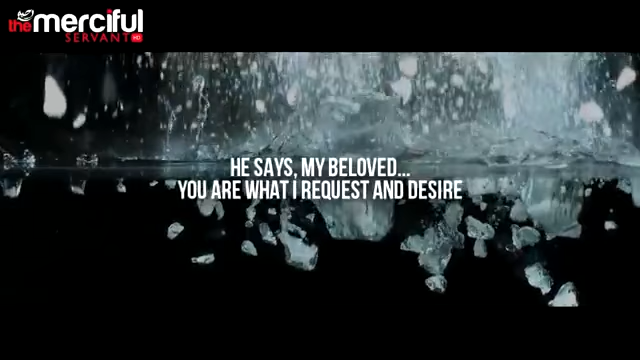 the merciful
SERVANT HD
HE SAYS, MY BELOVED...
YOU ARE WHAT I REQUEST AND DESIRE